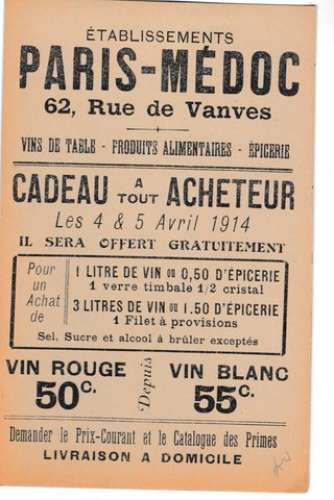 ÉTABLISSEMENTS
PARIS-MÉDOC
62, Rue de Vanves
VINS DE TABLE - PRODUITS ALIMENTAIRES - ÉPICERIE
CADEAU A TOUT ACHETEUR
Les 4 & 5 Avril 1914
IL SERA OFFERT GRATUITEMENT
Pour un Achat de
1 LITRE DE VIN OU 0,50 D'ÉPICERIE
1 verre timbale 1/2 cristal
3 LITRES DE VIN OU 1.50 D'ÉPICERIE
1 Filet à provisions
Sel, Sucre et alcool à brûler exceptés
VIN ROUGE 50c. Depuis VIN BLANC 55c.
Demander le Prix-Courant et le Catalogue des Primes
LIVRAISON A DOMICILE